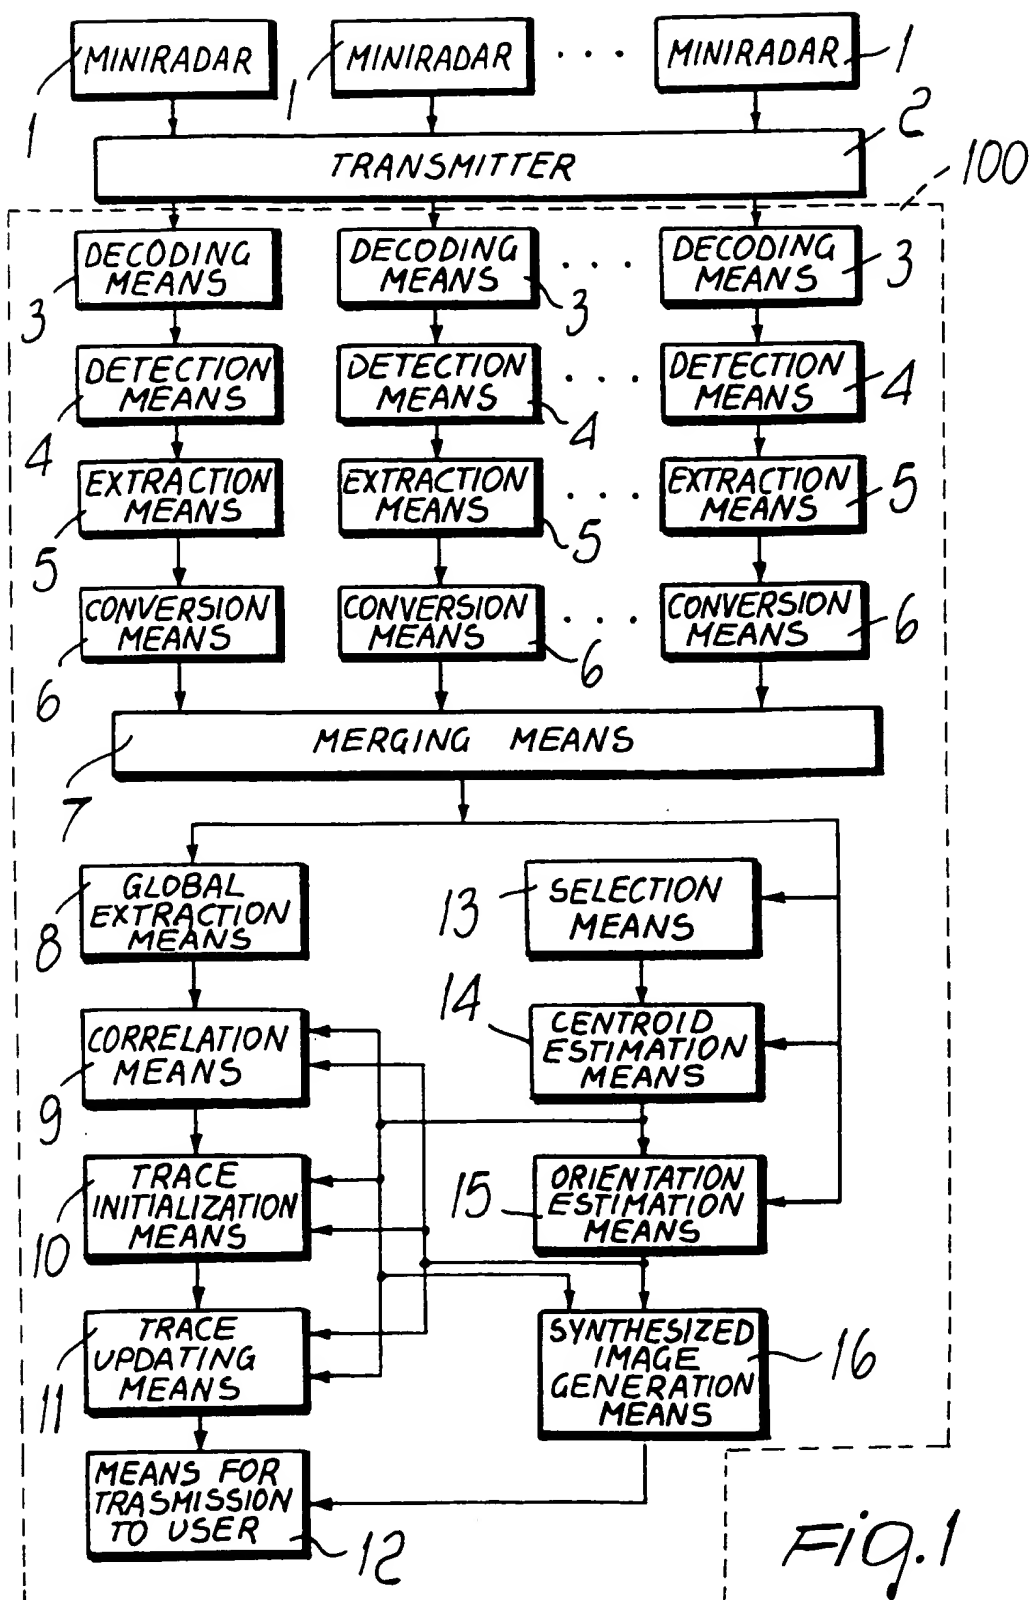 MINIRADAR MINIRADAR . . . MINIRADAR 1
1 1
2
TRANSMITTER
100
DECODING MEANS
DECODING MEANS
. . .
DECODING MEANS
3
3
3
DETECTION MEANS
DETECTION MEANS
. . .
DETECTION MEANS
4
4
4
EXTRACTION MEANS
EXTRACTION MEANS
. . .
EXTRACTION MEANS
5
5
5
CONVERSION MEANS
CONVERSION MEANS
. . .
CONVERSION MEANS
6
6
6
MERGING MEANS
7
GLOBAL
EXTRACTION
MEANS
8
13
SELECTION
MEANS
CORRELATION
MEANS
9
14
CENTROID
ESTIMATION
MEANS
TRACE
INITIALIZATION
MEANS
10
15
ORIENTATION
ESTIMATION
MEANS
TRACE
UPDATING
MEANS
11
SYNTHESIZED
IMAGE
GENERATION
MEANS
16
MEANS FOR
TRASMISSION
TO USER
12
Fig.1